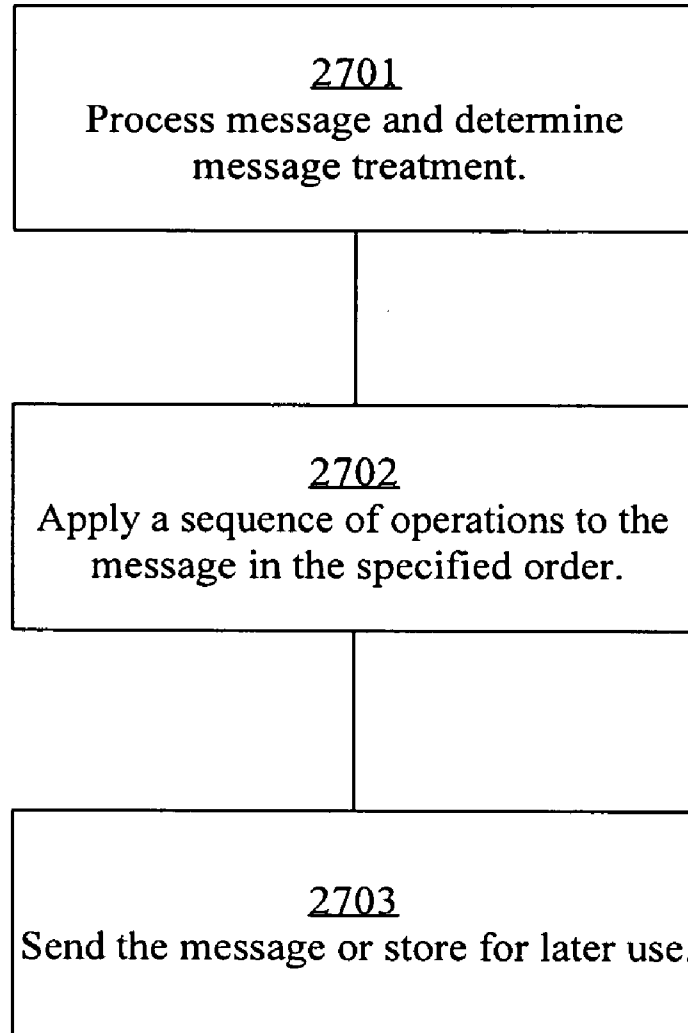 2701
Process message and determine
message treatment.
2702
Apply a sequence of operations to the
message in the specified order.
2703
Send the message or store for later use.